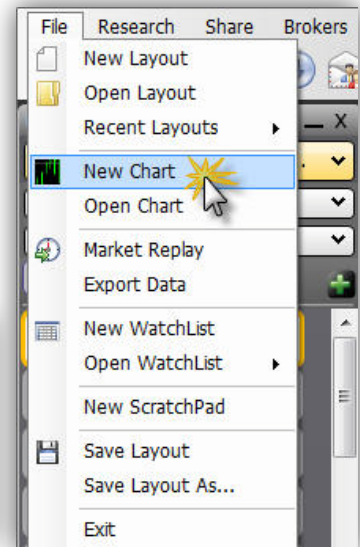 File Research Share Brokers
New Layout
Open Layout
Recent Layouts
New Chart
Open Chart
Market Replay
Export Data
New WatchList
Open WatchList
New ScratchPad
Save Layout
Save Layout As...
Exit